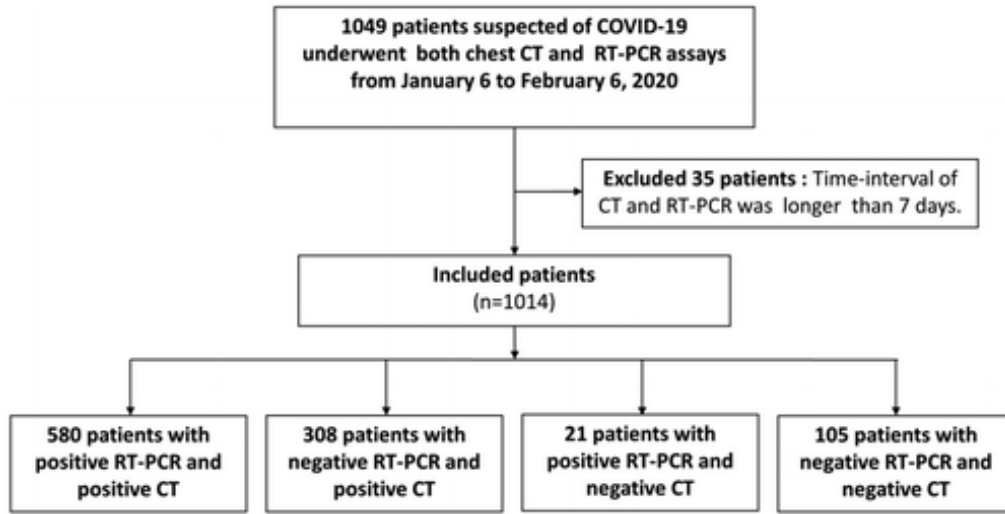 1049 patients suspected of COVID-19
underwent both chest CT and RT-PCR assays
from January 6 to February 6, 2020
Excluded 35 patients : Time-interval of
CT and RT-PCR was longer than 7 days.
Included patients
(n=1014)
580 patients with
positive RT-PCR and
positive CT
308 patients with
negative RT-PCR and
positive CT
21 patients with
positive RT-PCR and
negative CT
105 patients with
negative RT-PCR and
negative CT